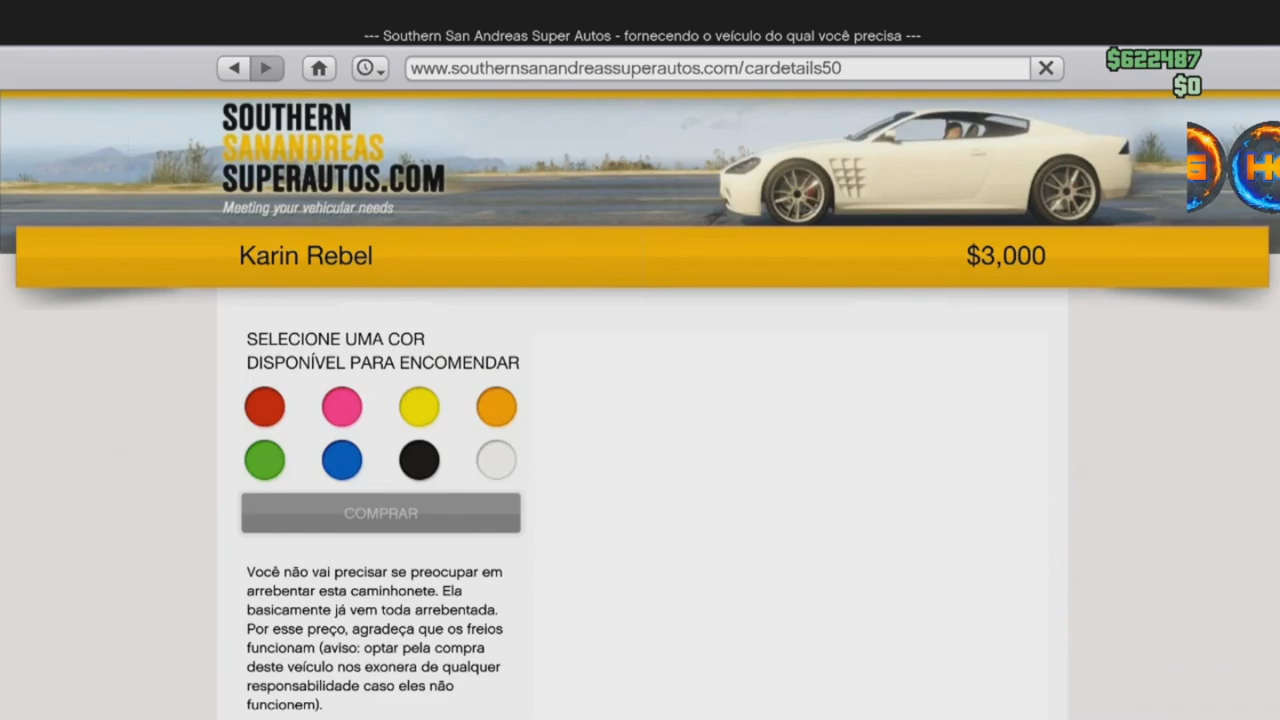 --- Southern San Andreas Super Autos - fornecendo o veículo do qual você precisa ---
www.southernsanandreassuperautos.com/cardetails50
$622487
$0
SOUTHERN
SANANDREAS
SUPERAUTOS.COM
Meeting your vehicular needs
Karin Rebel
$3,000
SELECIONE UMA COR
DISPONÍVEL PARA ENCOMENDAR
COMPRAR
Você não vai precisar se preocupar em
arrebentar esta caminhonete. Ela
basicamente já vem toda arrebentada.
Por esse preço, agradeça que os freios
funcionam (aviso: optar pela compra
deste veículo nos exonera de qualquer
responsabilidade caso eles não
funcionem).